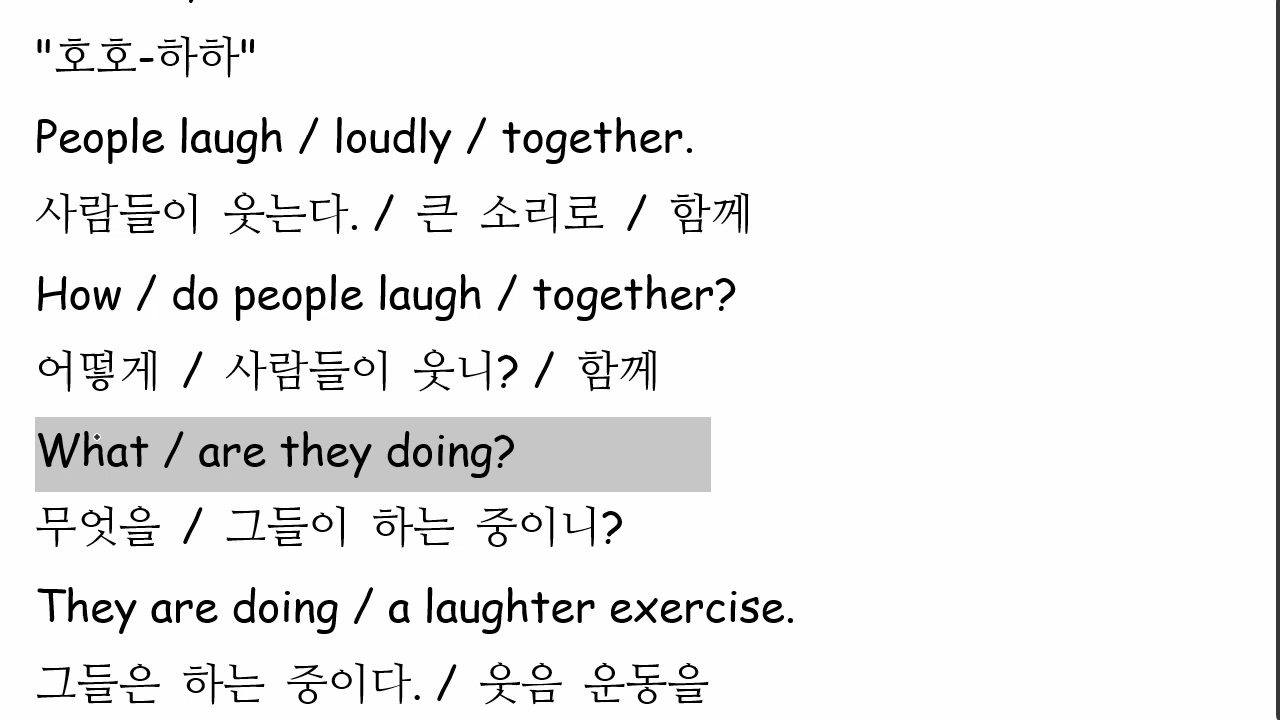 "호호-하하"
People laugh / loudly / together.
사람들이 웃는다. / 큰 소리로 / 함께
How / do people laugh / together?
어떻게 / 사람들이 웃니? / 함께
What / are they doing?
무엇을 / 그들이 하는 중이니?
They are doing / a laughter exercise.
그들은 하는 중이다. / 웃음 운동을